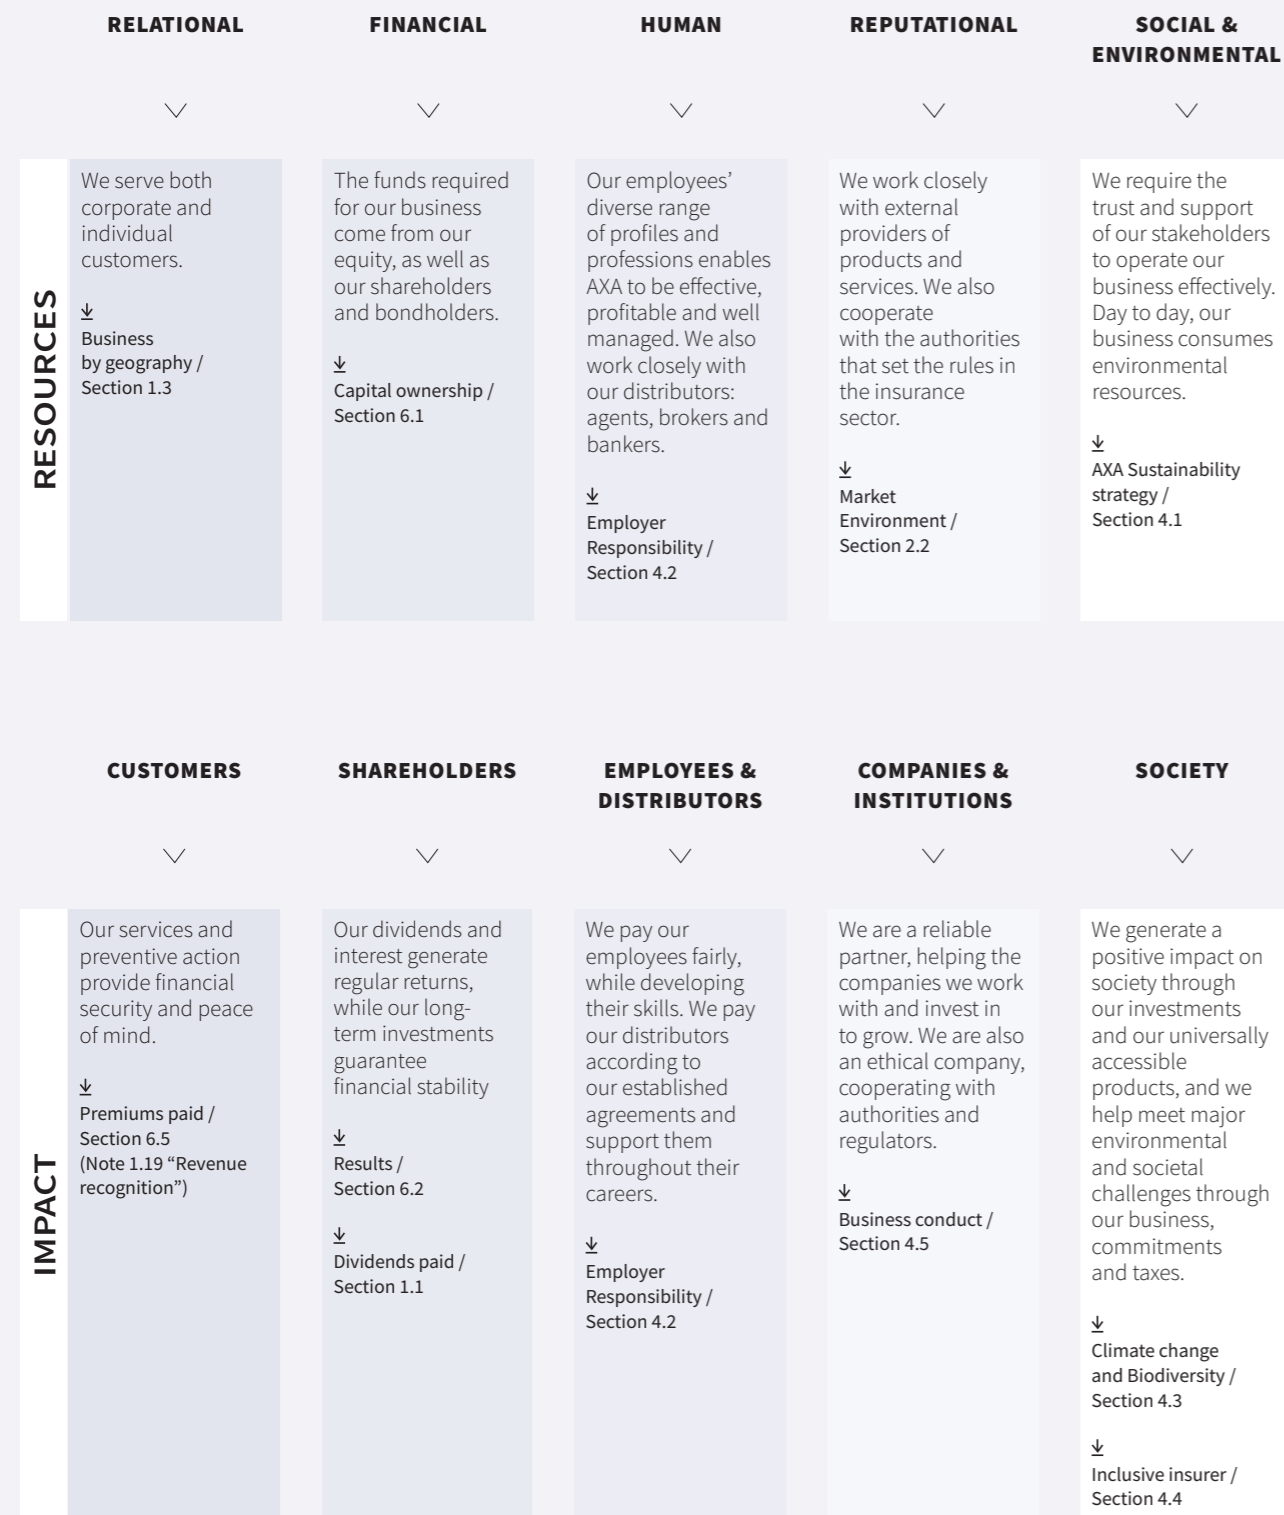 RELATIONAL
FINANCIAL
HUMAN
REPUTATIONAL
SOCIAL &
ENVIRONMENTAL
RESOURCES
We serve both
corporate and
individual
customers.
Business
by geography /
Section 1.3
The funds required
for our business
come from our
equity, as well as
our shareholders
and bondholders.
Capital ownership /
Section 6.1
Our employees’
diverse range
of profiles and
professions enables
AXA to be effective,
profitable and well
managed. We also
work closely with
our distributors:
agents, brokers and
bankers.
Employer
Responsibility /
Section 4.2
We work closely
with external
providers of
products and
services. We also
cooperate
with the authorities
that set the rules in
the insurance
sector.
Market
Environment /
Section 2.2
We require the
trust and support
of our stakeholders
to operate our
business effectively.
Day to day, our
business consumes
environmental
resources.
AXA Sustainability
strategy /
Section 4.1
CUSTOMERS
SHAREHOLDERS
EMPLOYEES &
DISTRIBUTORS
COMPANIES &
INSTITUTIONS
SOCIETY
IMPACT
Our services and
preventive action
provide financial
security and peace
of mind.
Premiums paid /
Section 6.5
(Note 1.19 “Revenue
recognition”)
Our dividends and
interest generate
regular returns,
while our long-
term investments
guarantee
financial stability
Results /
Section 6.2
Dividends paid /
Section 1.1
We pay our
employees fairly,
while developing
their skills. We pay
our distributors
according to
our established
agreements and
support them
throughout their
careers.
Employer
Responsibility /
Section 4.2
We are a reliable
partner, helping the
companies we work
with and invest in
to grow. We are also
an ethical company,
cooperating with
authorities and
regulators.
Business conduct /
Section 4.5
We generate a
positive impact on
society through
our investments
and our universally
accessible
products, and we
help meet major
environmental
and societal
challenges through
our business,
commitments
and taxes.
Climate change
and Biodiversity /
Section 4.3
Inclusive insurer /
Section 4.4